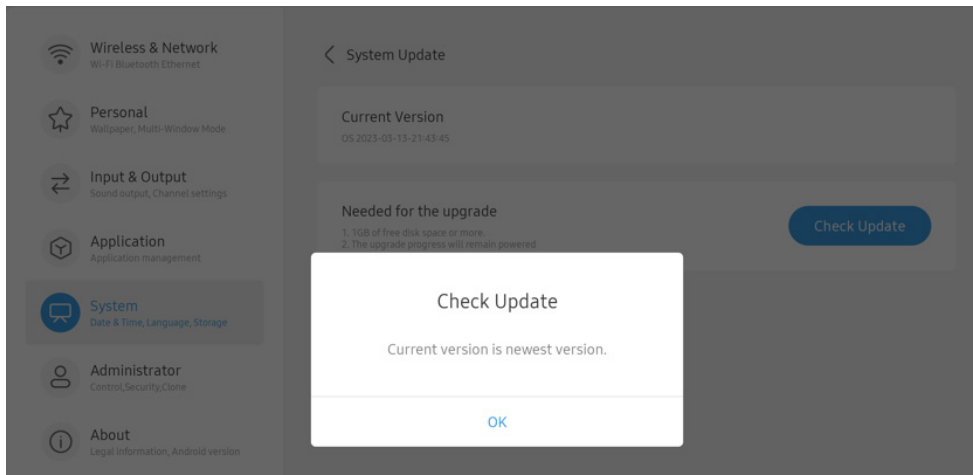 Wireless & Network
Wi-Fi Bluetooth Ethernet
Personal
Wallpaper, Multi-Window Mode
Input & Output
Sound output, Channel settings
Application
Application management
System
Date & Time, Language, Storage
Administrator
Control,Security,Clone
About
Legal information, Android version
System Update
Current Version
OS 2023-03-13-21:43:45
Needed for the upgrade
1. 1GB of free disk space or more.
2. The upgrade progress will remain powered
Check Update
Check Update
Current version is newest version.
OK